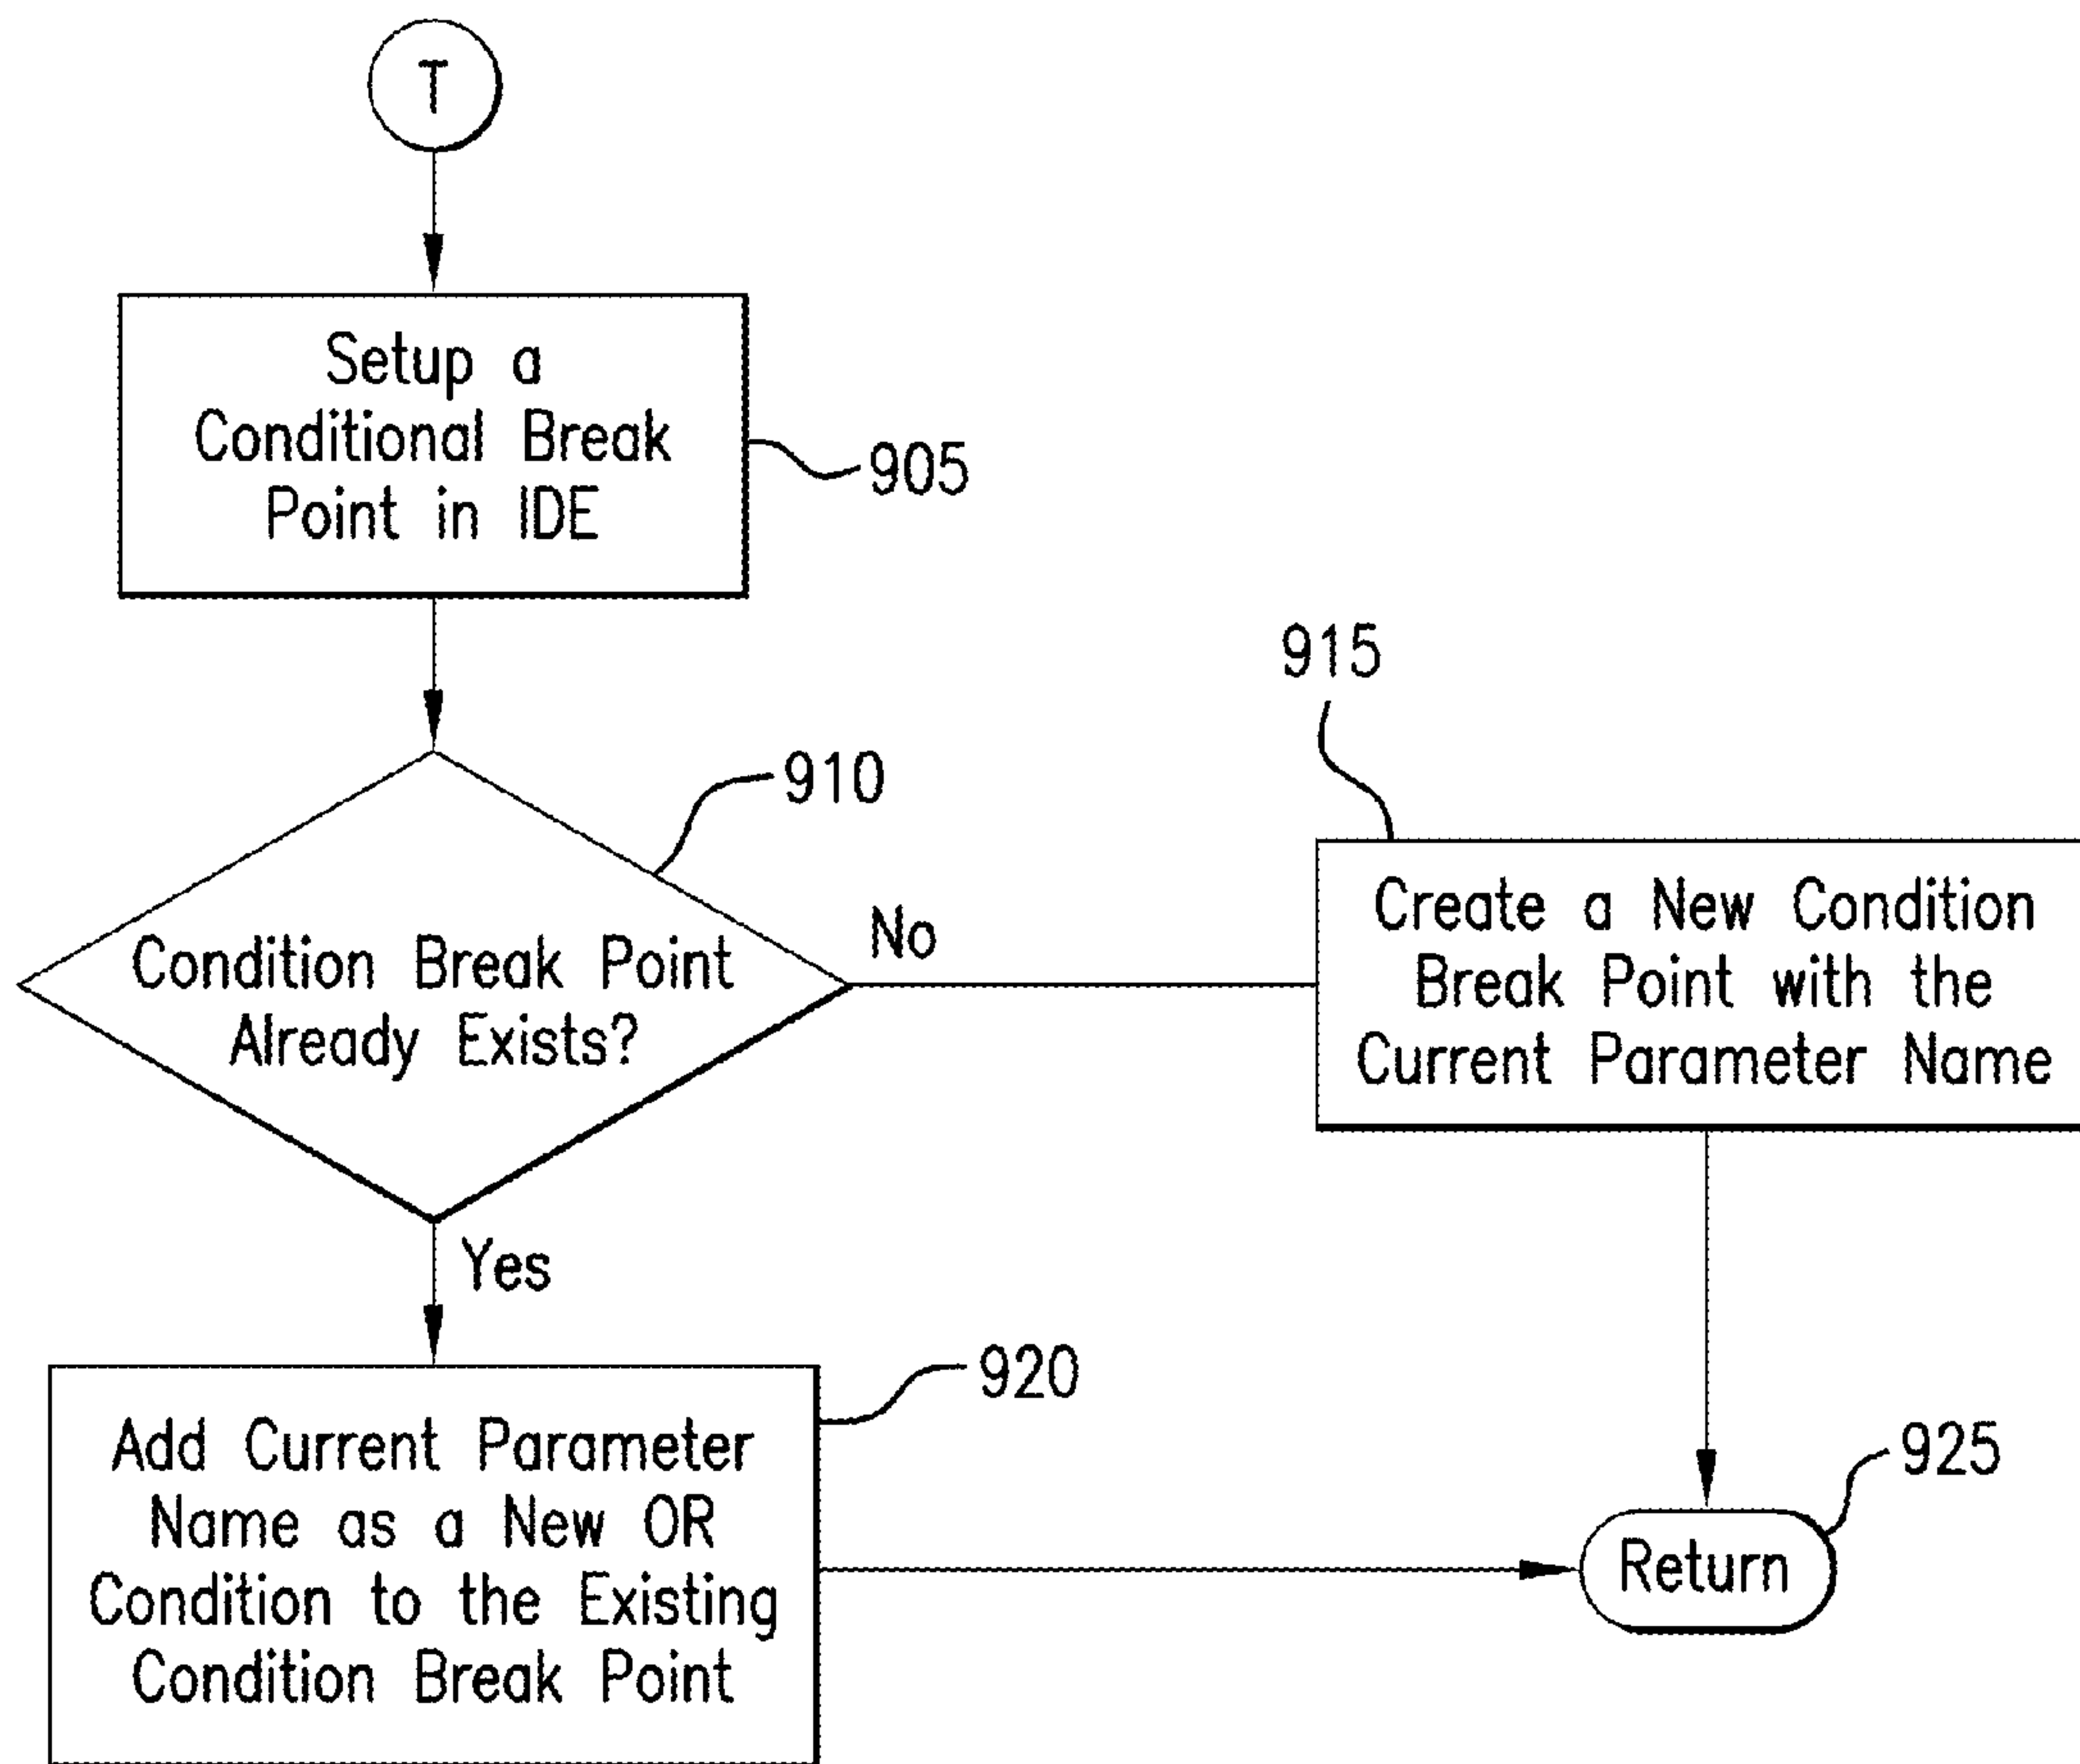 T
Setup a
Conditional Break
Point in IDE
905
910
Condition Break Point
Already Exists?
No
915
Create a New Condition
Break Point with the
Current Parameter Name
Yes
920
Add Current Parameter
Name as a New OR
Condition to the Existing
Condition Break Point
925
Return